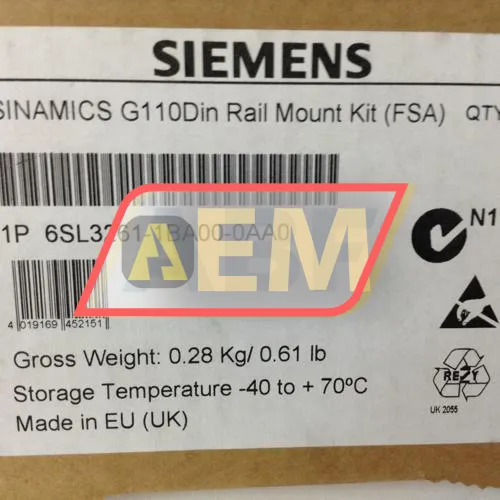 SIEMENS
SINAMICS G110Din Rail Mount Kit (FSA) QTY
1P 6SL3261-1BA00-0AA0
N1
AEM
4 019169 452151
Gross Weight: 0.28 Kg/ 0.61 lb
Storage Temperature -40 to + 70ºC
Made in EU (UK)
REZY
UK 2055